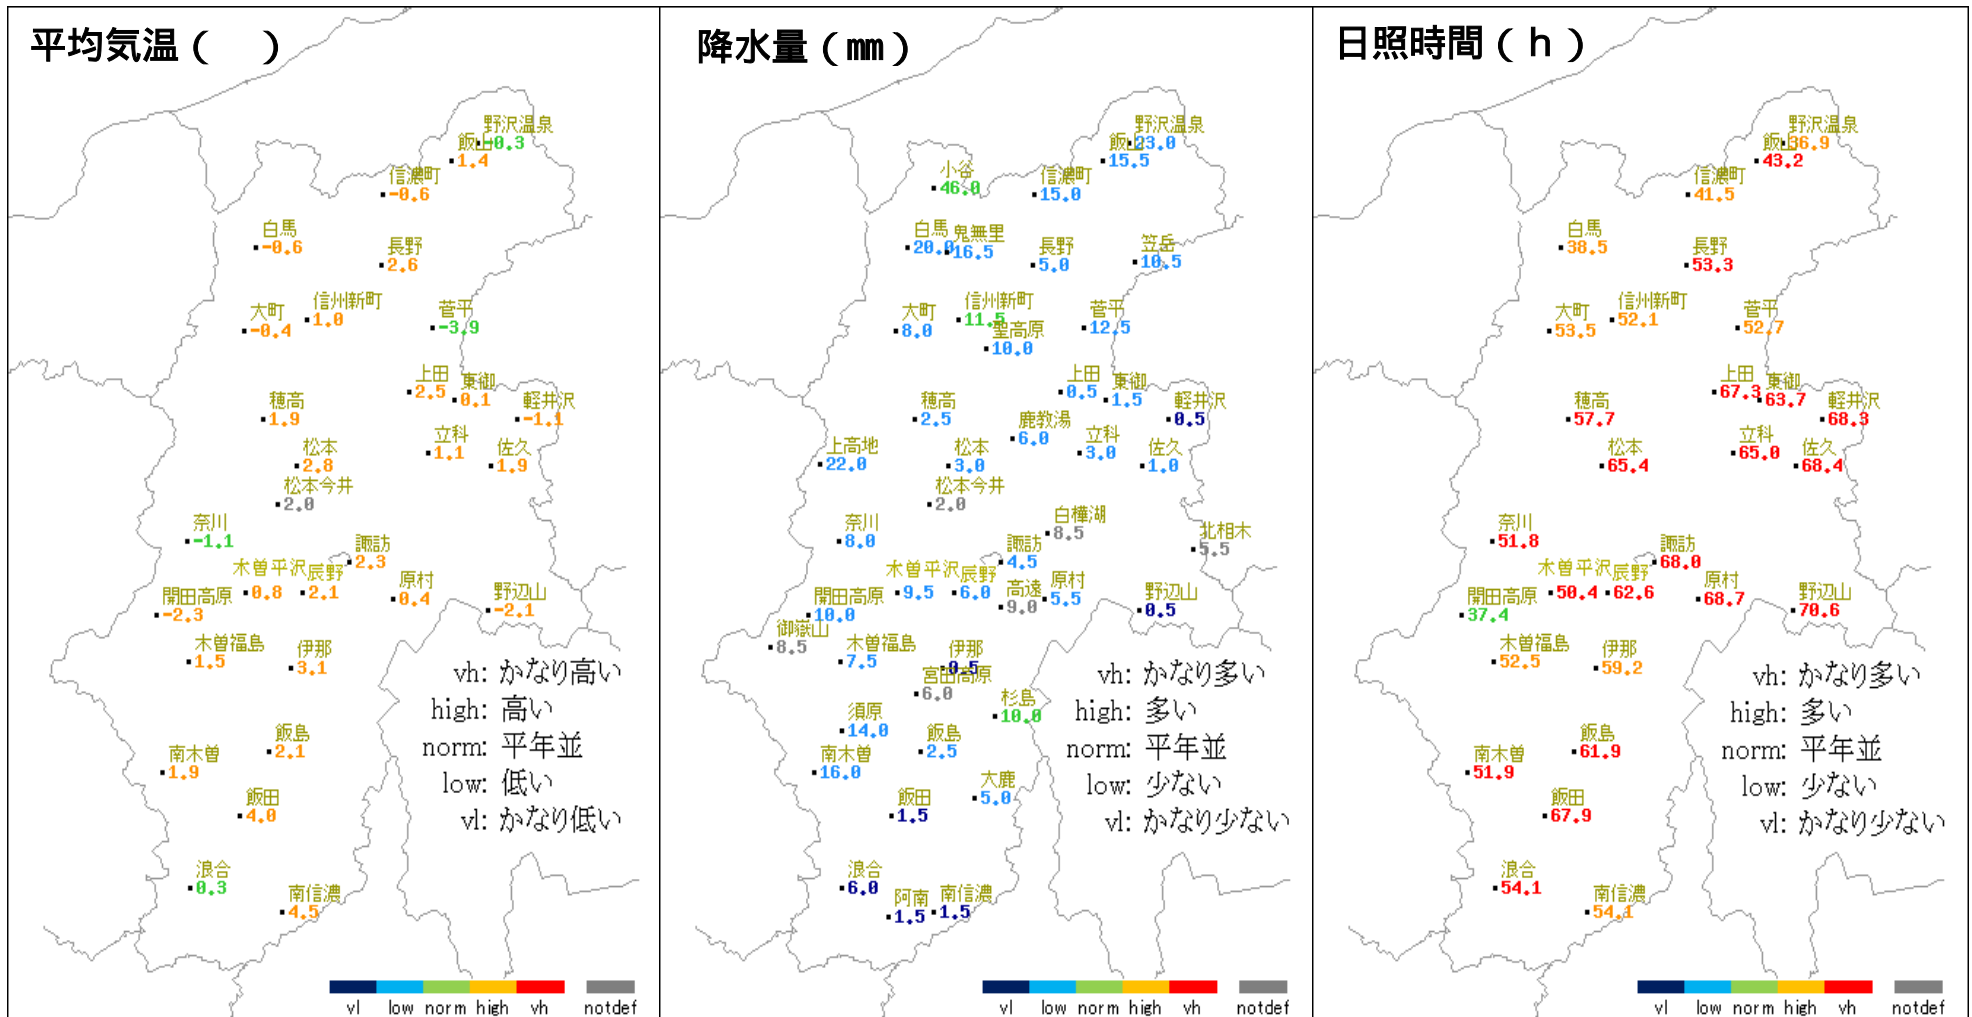 平均気温（　）
野沢温泉
-0.3
飯山
1.4
信濃町
-0.6
白馬
-0.6
長野
2.6
信州新町
1.0
大町
-0.4
菅平
-3.9
上田
2.5
東御
0.1
穂高
1.9
軽井沢
-1.1
松本
2.8
立科
1.1
佐久
1.9
松本今井
2.0
奈川
-1.1
諏訪
2.3
木曽平沢
0.8
辰野
2.1
原村
0.4
開田高原
-2.3
野辺山
-2.1
木曽福島
1.5
伊那
3.1
vh: かなり高い
high: 高い
norm: 平年並
low: 低い
vl: かなり低い
飯島
2.1
南木曽
1.9
飯田
4.0
浪合
0.3
南信濃
4.5
vl low norm high vh notdef
降水量（㎜）
野沢温泉
23.0
飯山
15.5
小谷
46.0
信濃町
15.0
白馬
20.0
鬼無里
16.5
長野
5.0
笠岳
10.5
信州新町
11.5
大町
8.0
聖高原
10.0
菅平
12.5
上田
0.5
東御
1.5
穂高
2.5
軽井沢
0.5
鹿教湯
6.0
上高地
22.0
松本
3.0
立科
3.0
佐久
1.0
松本今井
2.0
白樺湖
8.5
北相木
5.5
奈川
8.0
諏訪
4.5
木曽平沢
9.5
辰野
6.0
高遠
9.0
原村
5.5
開田高原
10.0
野辺山
0.5
御嶽山
8.5
木曽福島
7.5
伊那
0.5
宮田高原
6.0
杉島
10.0
vh: かなり多い
high: 多い
norm: 平年並
low: 少ない
vl: かなり少ない
須原
14.0
飯島
2.5
南木曽
16.0
大鹿
5.0
飯田
1.5
浪合
6.0
阿南
1.5
南信濃
1.5
vl low norm high vh notdef
日照時間（ｈ）
野沢温泉
36.9
飯山
43.2
信濃町
41.5
白馬
38.5
長野
53.3
信州新町
52.1
大町
53.5
菅平
52.7
上田
67.3
東御
63.7
穂高
57.7
軽井沢
68.3
松本
65.4
立科
65.0
佐久
68.4
奈川
51.8
諏訪
68.0
木曽平沢
50.4
辰野
62.6
原村
68.7
開田高原
37.4
野辺山
70.6
木曽福島
52.5
伊那
59.2
vh: かなり多い
high: 多い
norm: 平年並
low: 少ない
vl: かなり少ない
飯島
61.9
南木曽
51.9
飯田
67.9
浪合
54.1
南信濃
54.1
vl low norm high vh notdef